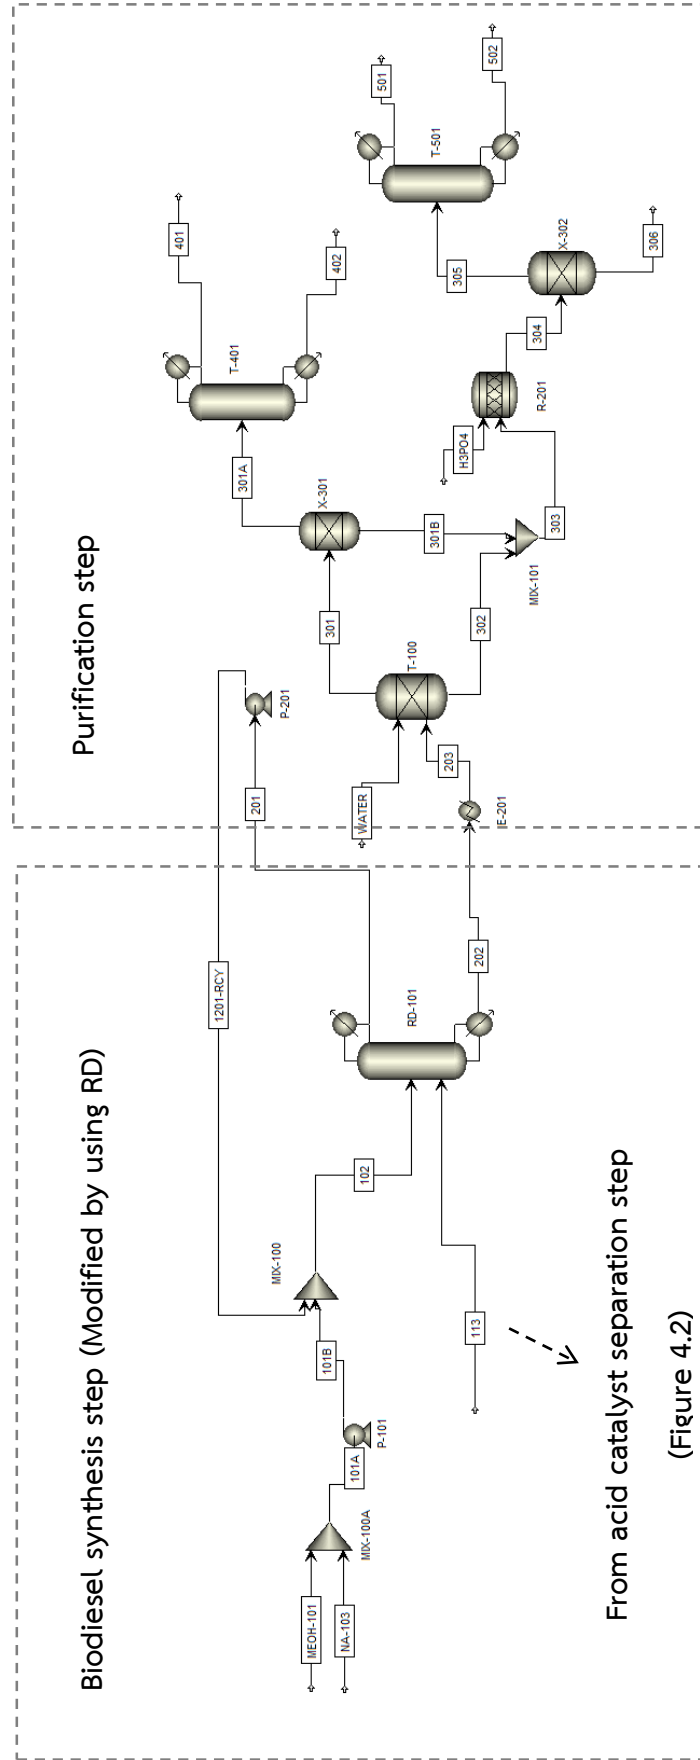 Biodiesel synthesis step (Modified by using RD)
Purification step
MEOH-101
NA-103
MIX-100A
101A
P-101
101B
MIX-100
1201-RCY
102
113
RD-101
201
P-201
202
E-201
203
WATER
T-100
301
302
X-301
301A
301B
MIX-101
303
T-401
401
402
H3PO4
R-201
304
X-302
305
306
T-501
501
502
From acid catalyst separation step
(Figure 4.2)